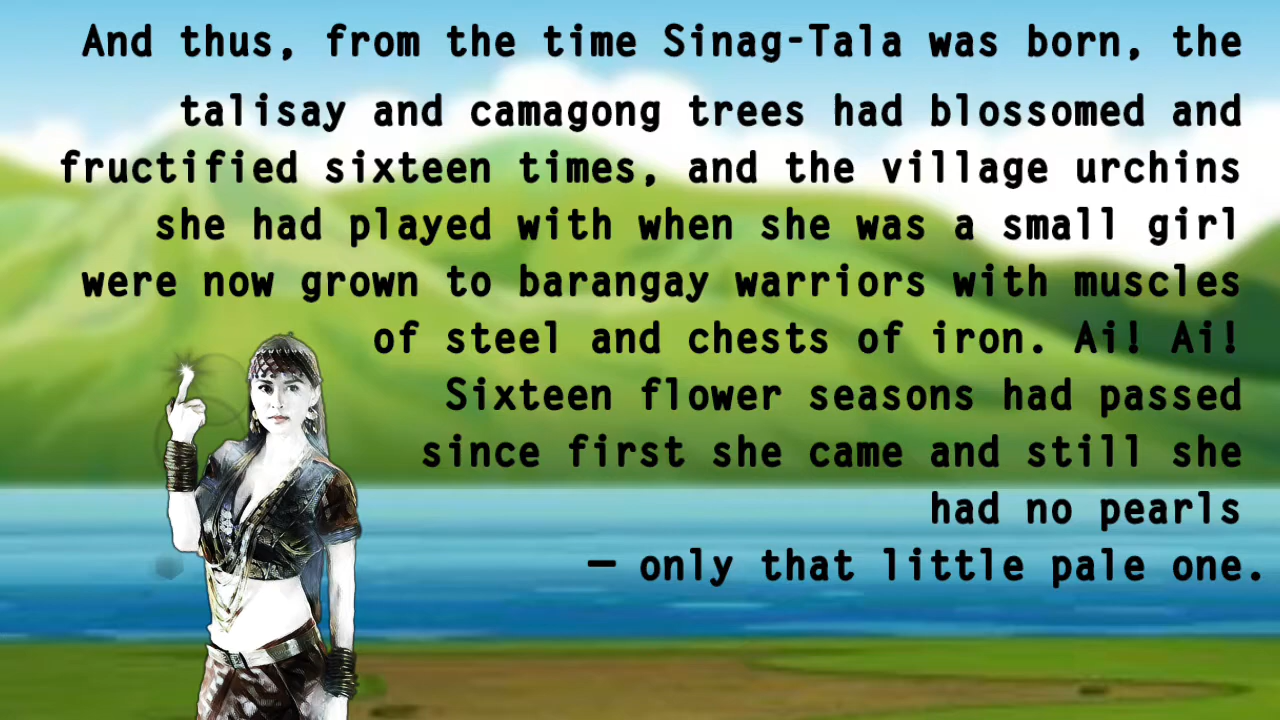 And thus, from the time Sinag-Tala was born, the
talisay and camagong trees had blossomed and
fructified sixteen times, and the village urchins
she had played with when she was a small girl
were now grown to barangay warriors with muscles
of steel and chests of iron. Ai! Ai!
Sixteen flower seasons had passed
since first she came and still she
had no pearls
— only that little pale one.